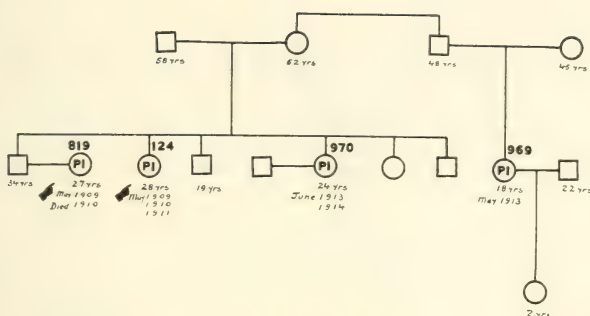 58 yrs
62 yrs
48 yrs
45 yrs
819
124
970
969
PI
PI
PI
PI
34 yrs
27 yrs
May 1909
Died 1910
28 yrs
May 1909
1910
1911
19 yrs
24 yrs
June 1913
1914
18 yrs
May 1913
22 yrs
2 yrs